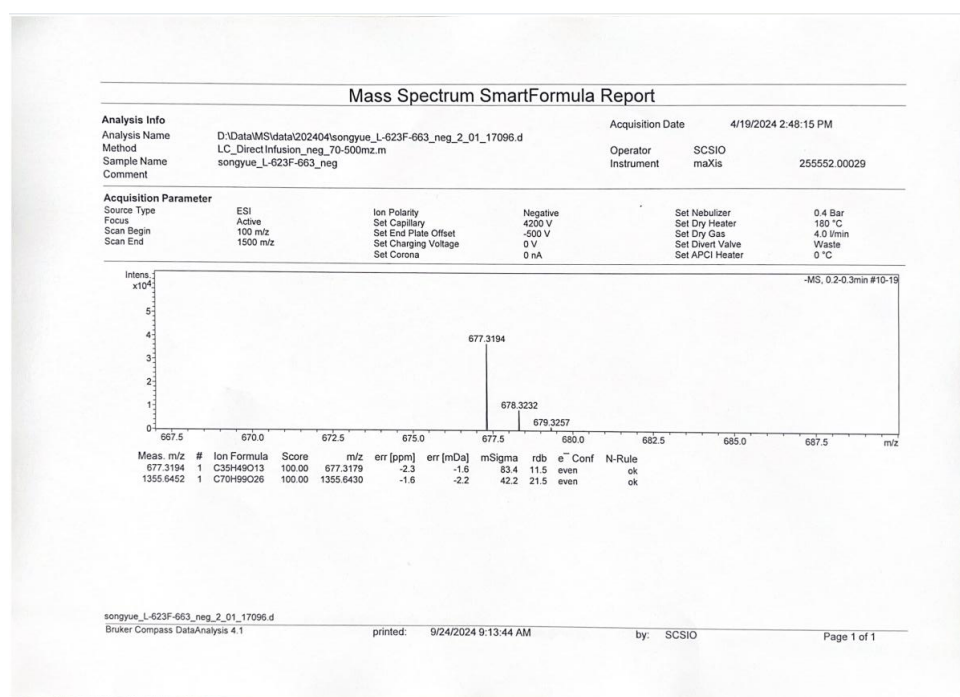 Mass Spectrum SmartFormula Report
Analysis Info
Acquisition Date 4/19/2024 2:48:15 PM
Analysis Name D:\Data\MS\data\202404\songyue_L-623F-663_neg_2_01_17096.d
Method LC_Direct Infusion_neg_70-500mz.m
Operator SCSIO
Sample Name songyue_L-623F-663_neg
Instrument maXis 255552.00029
Comment
Acquisition Parameter
Source Type ESI Ion Polarity Negative Set Nebulizer 0.4 Bar
Focus Active Set Capillary 4200 V Set Dry Heater 180 °C
Scan Begin 100 m/z Set End Plate Offset -500 V Set Dry Gas 4.0 l/min
Scan End 1500 m/z Set Charging Voltage 0 V Set Divert Valve Waste
Set Corona 0 nA Set APCI Heater 0 °C
Intens.
x10⁴
-MS, 0.2-0.3min #10-19
5
4
677.3194
3
2
1
678.3232
679.3257
0
667.5 670.0 672.5 675.0 677.5 680.0 682.5 685.0 687.5 m/z
Meas. m/z # Ion Formula Score m/z err [ppm] err [mDa] mSigma rdb e⁻ Conf N-Rule
677.3194 1 C35H49O13 100.00 677.3179 -2.3 -1.6 83.4 11.5 even ok
1355.6452 1 C70H99O26 100.00 1355.6430 -1.6 -2.2 42.2 21.5 even ok
songyue_L-623F-663_neg_2_01_17096.d
Bruker Compass DataAnalysis 4.1 printed: 9/24/2024 9:13:44 AM by: SCSIO Page 1 of 1